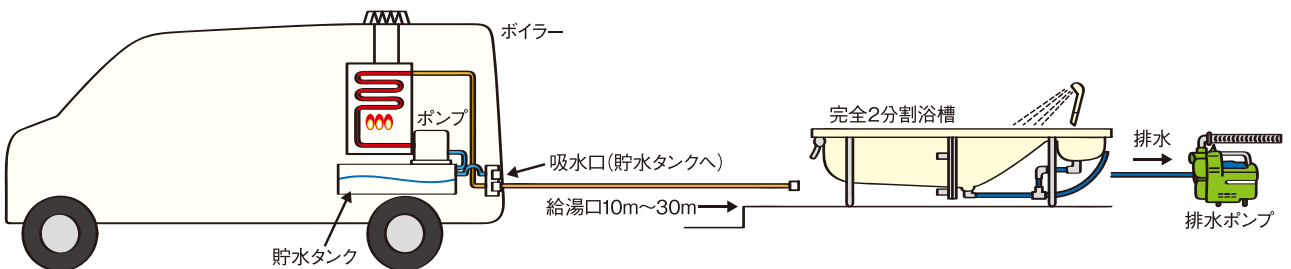 ボイラー
ポンプ
完全2分割浴槽
排水
吸水口(貯水タンクへ)
給湯口10m〜30m
排水ポンプ
貯水タンク